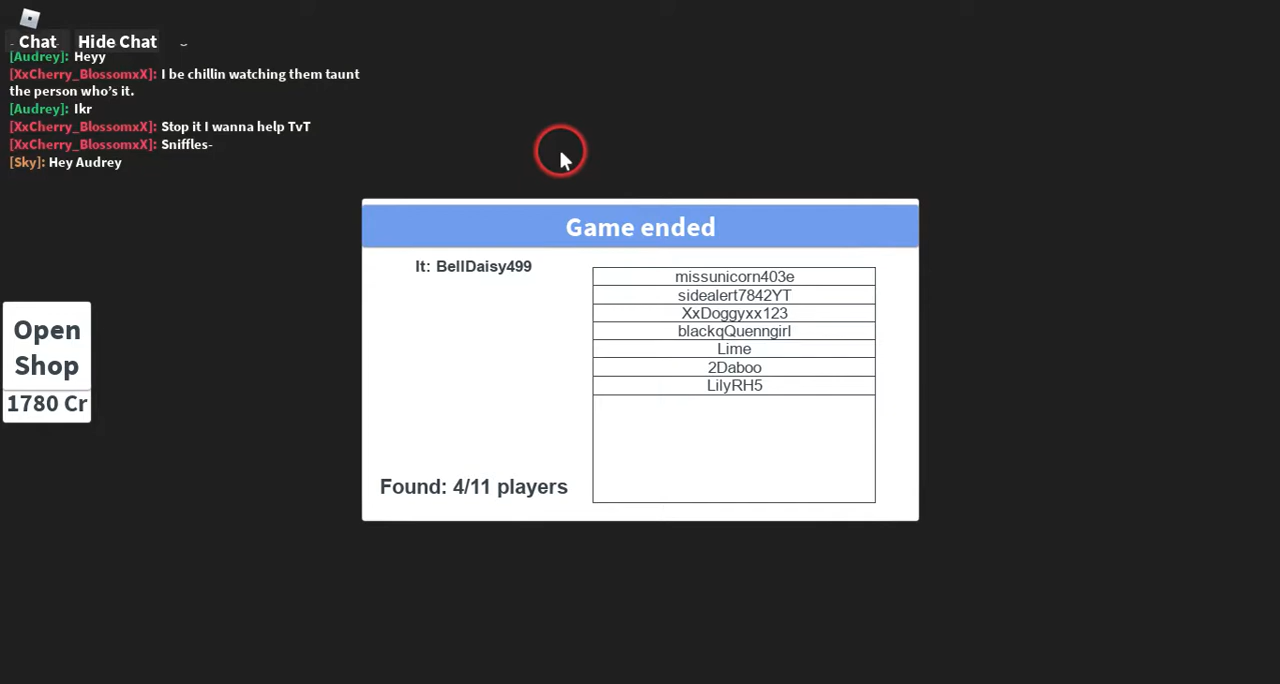 Chat Hide Chat
[Audrey]: Heyy
[XxCherry_BlossomxX]: I be chillin watching them taunt
the person who's it.
[Audrey]: Ikr
[XxCherry_BlossomxX]: Stop it I wanna help TvT
[XxCherry_BlossomxX]: Sniffles-
[Sky]: Hey Audrey
Game ended
It: BellDaisy499
missunicorn403e
sidealert7842YT
XxDoggyxx123
blackqQuenngirl
Lime
2Daboo
LilyRH5
Found: 4/11 players
Open
Shop
1780 Cr